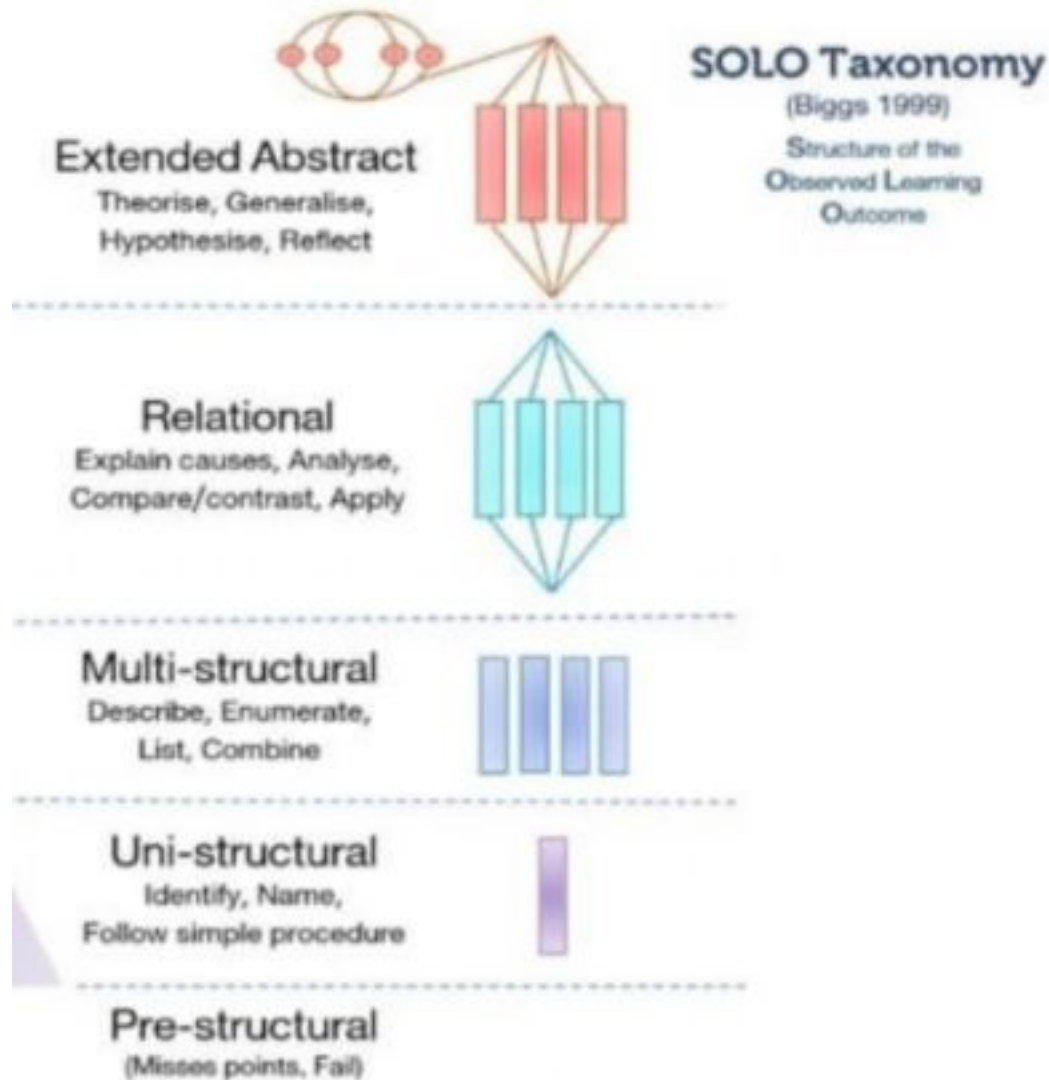 SOLO Taxonomy
(Biggs 1999)
Structure of the
Observed Learning
Outcome
Extended Abstract
Theorise, Generalise,
Hypothesise, Reflect
Relational
Explain causes, Analyse,
Compare/contrast, Apply
Multi-structural
Describe, Enumerate,
List, Combine
Uni-structural
Identify, Name,
Follow simple procedure
Pre-structural
(Misses points, Fail)